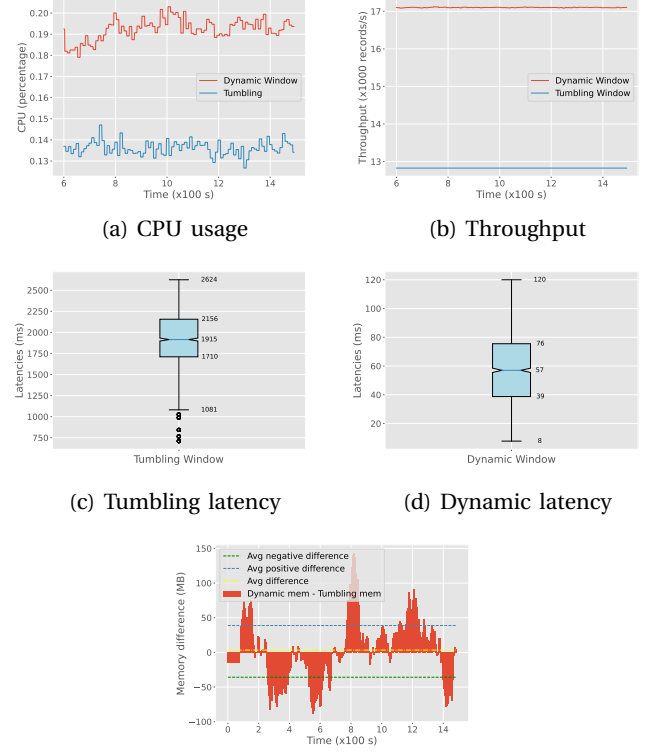 0.20
0.19
0.18
0.17
0.16
0.15
0.14
0.13
CPU (percentage)
Dynamic Window
Tumbling
6
8
10
12
14
Time (x100 s)
(a) CPU usage
17
16
15
14
13
Throughput (x1000 records/s)
Dynamic Window
Tumbling Window
6
8
10
12
14
Time (x100 s)
(b) Throughput
2500
2250
2000
1750
1500
1250
1000
750
Latencies (ms)
2624
2156
1915
1710
1081
Tumbling Window
(c) Tumbling latency
120
100
80
60
40
20
Latencies (ms)
120
76
57
39
8
Dynamic Window
(d) Dynamic latency
150
100
50
0
−50
−100
Memory difference (MB)
Avg negative difference
Avg positive difference
Avg difference
Dynamic mem - Tumbling mem
0
2
4
6
8
10
12
14
Time (x100 s)